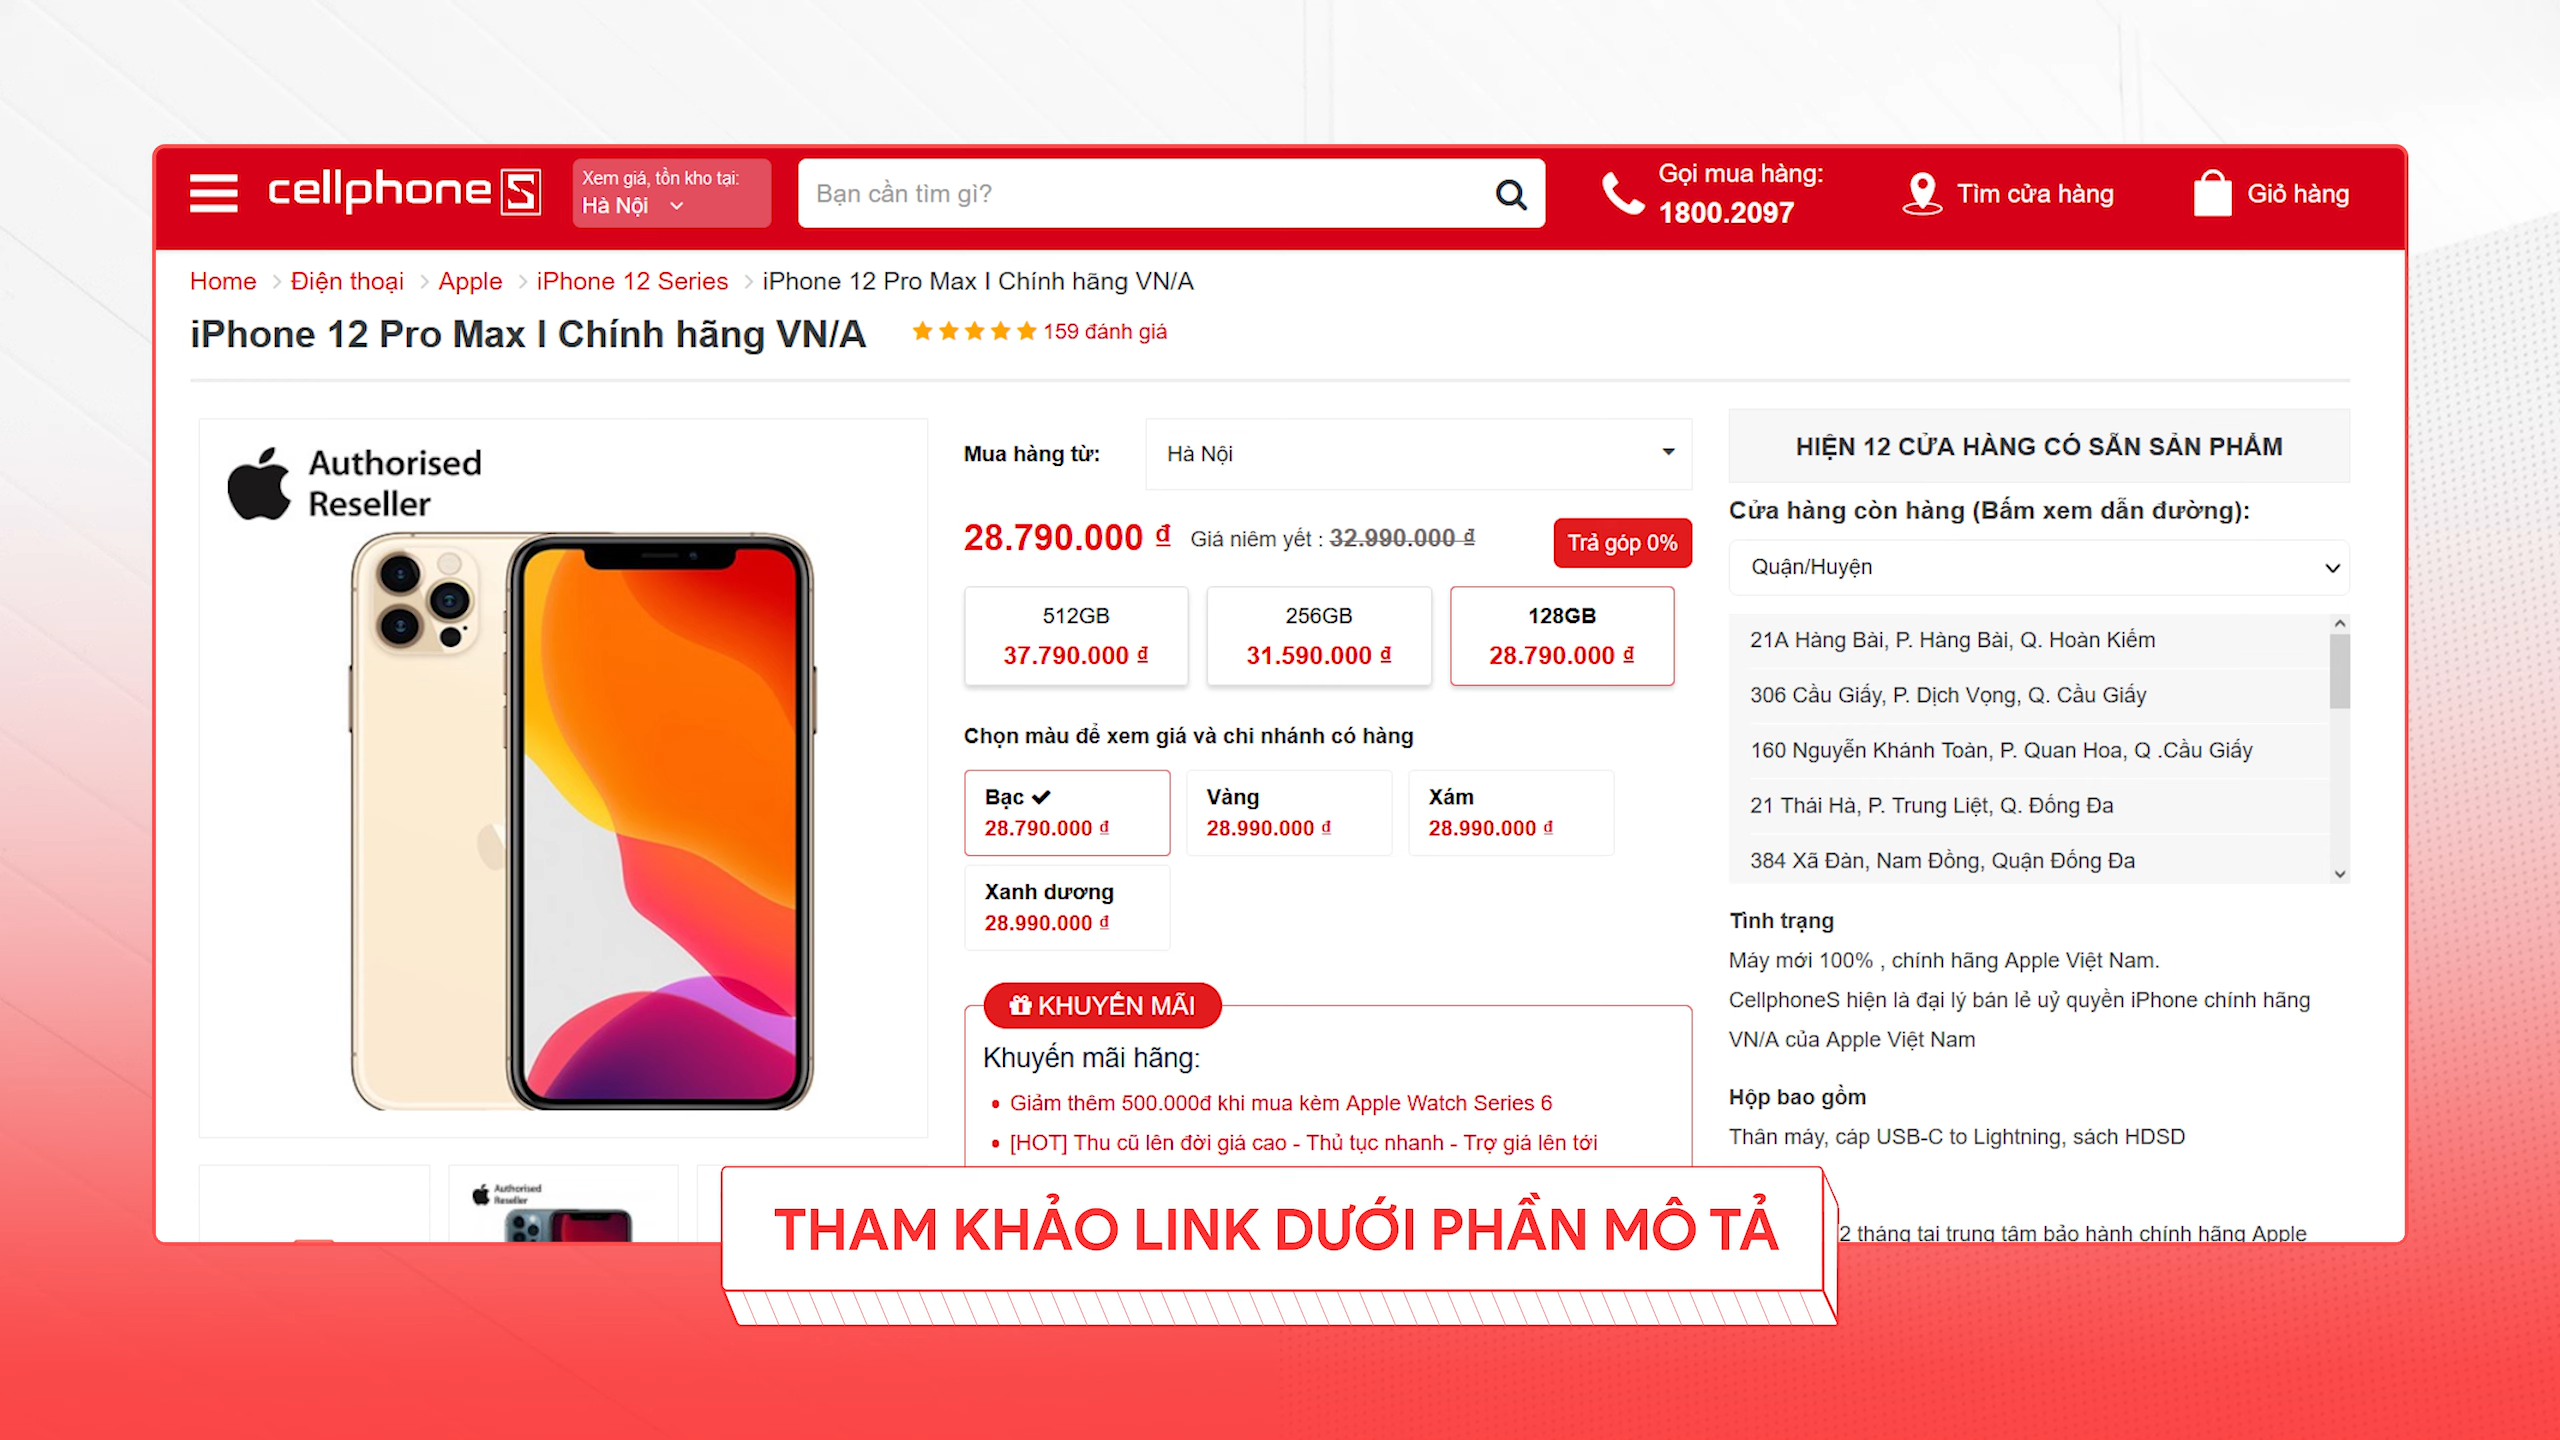 cellphoneS
Xem giá, tồn kho tại:
Hà Nội
Bạn cần tìm gì?
Gọi mua hàng:
1800.2097
Tìm cửa hàng
Giỏ hàng
Home > Điện thoại > Apple > iPhone 12 Series > iPhone 12 Pro Max I Chính hãng VN/A
iPhone 12 Pro Max I Chính hãng VN/A
159 đánh giá
Authorised
Reseller
Mua hàng từ:
Hà Nội
28.790.000 ₫ Giá niêm yết : 32.990.000 ₫
Trả góp 0%
512GB
37.790.000 ₫
256GB
31.590.000 ₫
128GB
28.790.000 ₫
Chọn màu để xem giá và chi nhánh có hàng
Bạc ✔
28.790.000 ₫
Vàng
28.990.000 ₫
Xám
28.990.000 ₫
Xanh dương
28.990.000 ₫
KHUYẾN MÃI
Khuyến mãi hãng:
• Giảm thêm 500.000đ khi mua kèm Apple Watch Series 6
• [HOT] Thu cũ lên đời giá cao - Thủ tục nhanh - Trợ giá lên tới
HIỆN 12 CỬA HÀNG CÓ SẴN SẢN PHẨM
Cửa hàng còn hàng (Bấm xem dẫn đường):
Quận/Huyện
21A Hàng Bài, P. Hàng Bài, Q. Hoàn Kiếm
306 Cầu Giấy, P. Dịch Vọng, Q. Cầu Giấy
160 Nguyễn Khánh Toàn, P. Quan Hoa, Q .Cầu Giấy
21 Thái Hà, P. Trung Liệt, Q. Đống Đa
384 Xã Đàn, Nam Đồng, Quận Đống Đa
Tình trạng
Máy mới 100% , chính hãng Apple Việt Nam.
CellphoneS hiện là đại lý bán lẻ uỷ quyền iPhone chính hãng
VN/A của Apple Việt Nam
Hộp bao gồm
Thân máy, cáp USB-C to Lightning, sách HDSD
2 tháng tại trung tâm bảo hành chính hãng Apple
Authorised
Reseller
THAM KHẢO LINK DƯỚI PHẦN MÔ TẢ